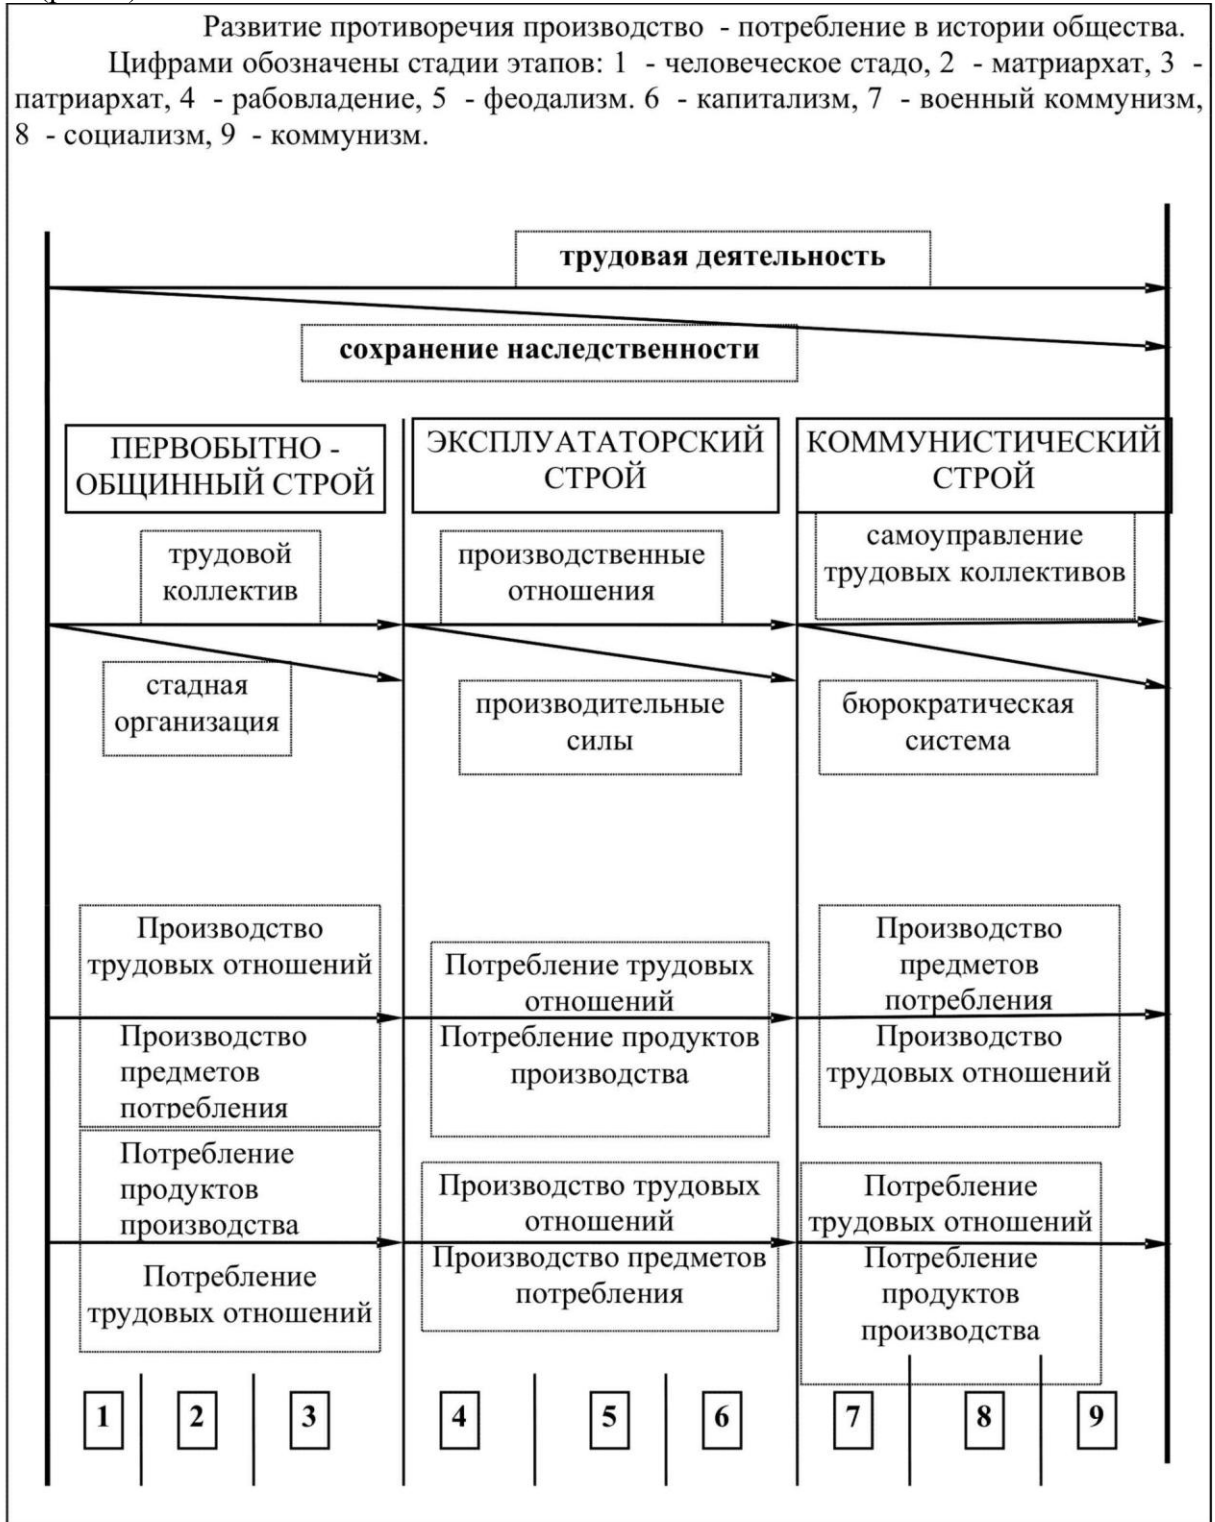 Развитие противоречия производство - потребление в истории общества.
Цифрами обозначены стадии этапов: 1 - человеческое стадо, 2 - матриархат, 3 -
патриархат, 4 - рабовладение, 5 - феодализм. 6 - капитализм, 7 - военный коммунизм,
8 - социализм, 9 - коммунизм.
трудовая деятельность
сохранение наследственности
ПЕРВОБЫТНО -
ОБЩИННЫЙ СТРОЙ
ЭКСПЛУАТАТОРСКИЙ
СТРОЙ
КОММУНИСТИЧЕСКИЙ
СТРОЙ
трудовой
коллектив
производственные
отношения
самоуправление
трудовых коллективов
стадная
организация
производительные
силы
бюрократическая
система
Производство
трудовых отношений
Производство
предметов
потребления
Потребление трудовых
отношений
Потребление продуктов
производства
Производство
предметов
потребления
Производство
трудовых отношений
Потребление
продуктов
производства
Потребление
трудовых отношений
Производство трудовых
отношений
Производство предметов
потребления
Потребление
трудовых отношений
Потребление
продуктов
производства
1
2
3
4
5
6
7
8
9